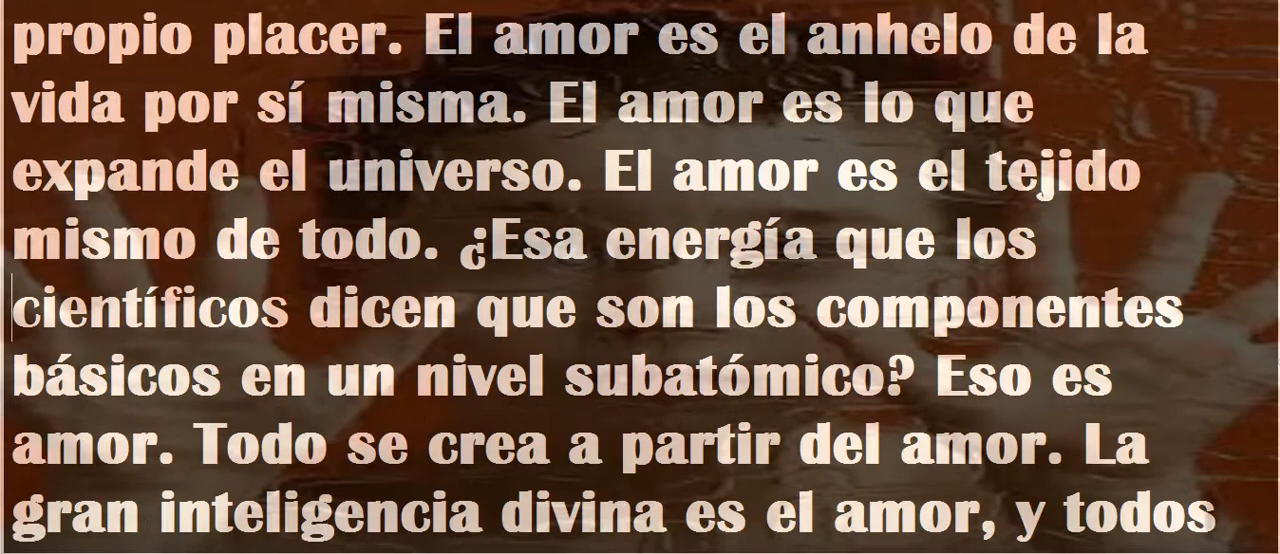 propio placer. El amor es el anhelo de la
vida por sí misma. El amor es lo que
expande el universo. El amor es el tejido
mismo de todo. ¿Esa energía que los
científicos dicen que son los componentes
básicos en un nivel subatómico? Eso es
amor. Todo se crea a partir del amor. La
gran inteligencia divina es el amor, y todos